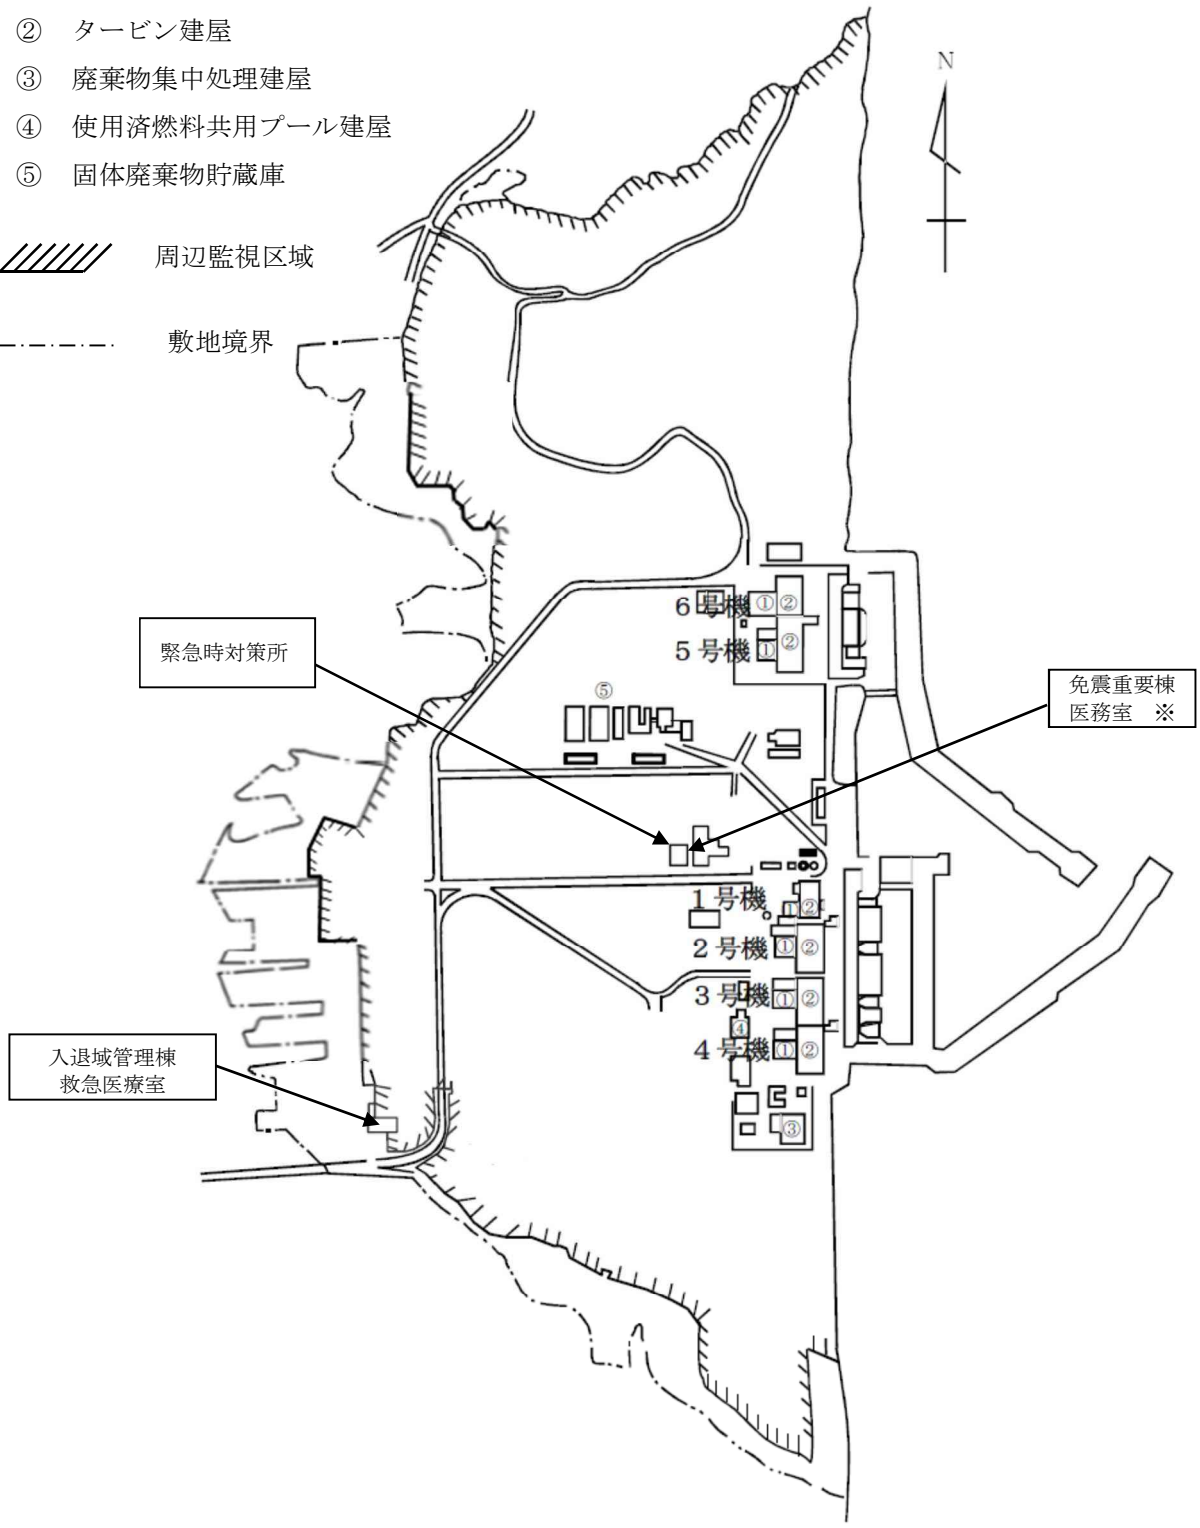 ② タービン建屋
③ 廃棄物集中処理建屋
④ 使用済燃料共用プール建屋
⑤ 固体廃棄物貯蔵庫
周辺監視区域
敷地境界
N
6号機 ① ②
5号機 ① ②
緊急時対策所
⑤
免震重要棟
医務室 ※
1号機 ① ②
2号機 ① ②
3号機 ① ②
④
4号機 ① ②
入退域管理棟
救急医療室
③